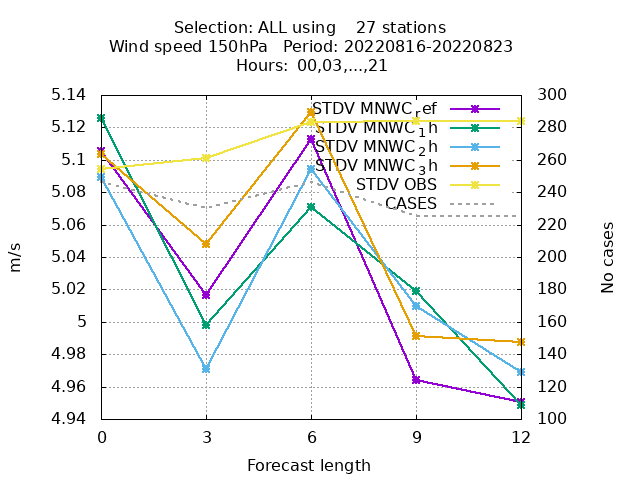 Selection: ALL using    27 stations
Wind speed 150hPa   Period: 20220816-20220823
Hours: 00,03,...,21
5.14
5.12
5.1
5.08
5.06
5.04
5.02
5
4.98
4.96
4.94
m/s
STDV MNWC_ref
STDV MNWC_1h
STDV MNWC_2h
STDV MNWC_3h
STDV OBS
CASES
300
280
260
240
220
200
180
160
140
120
100
No cases
0 3 6 9 12
Forecast length